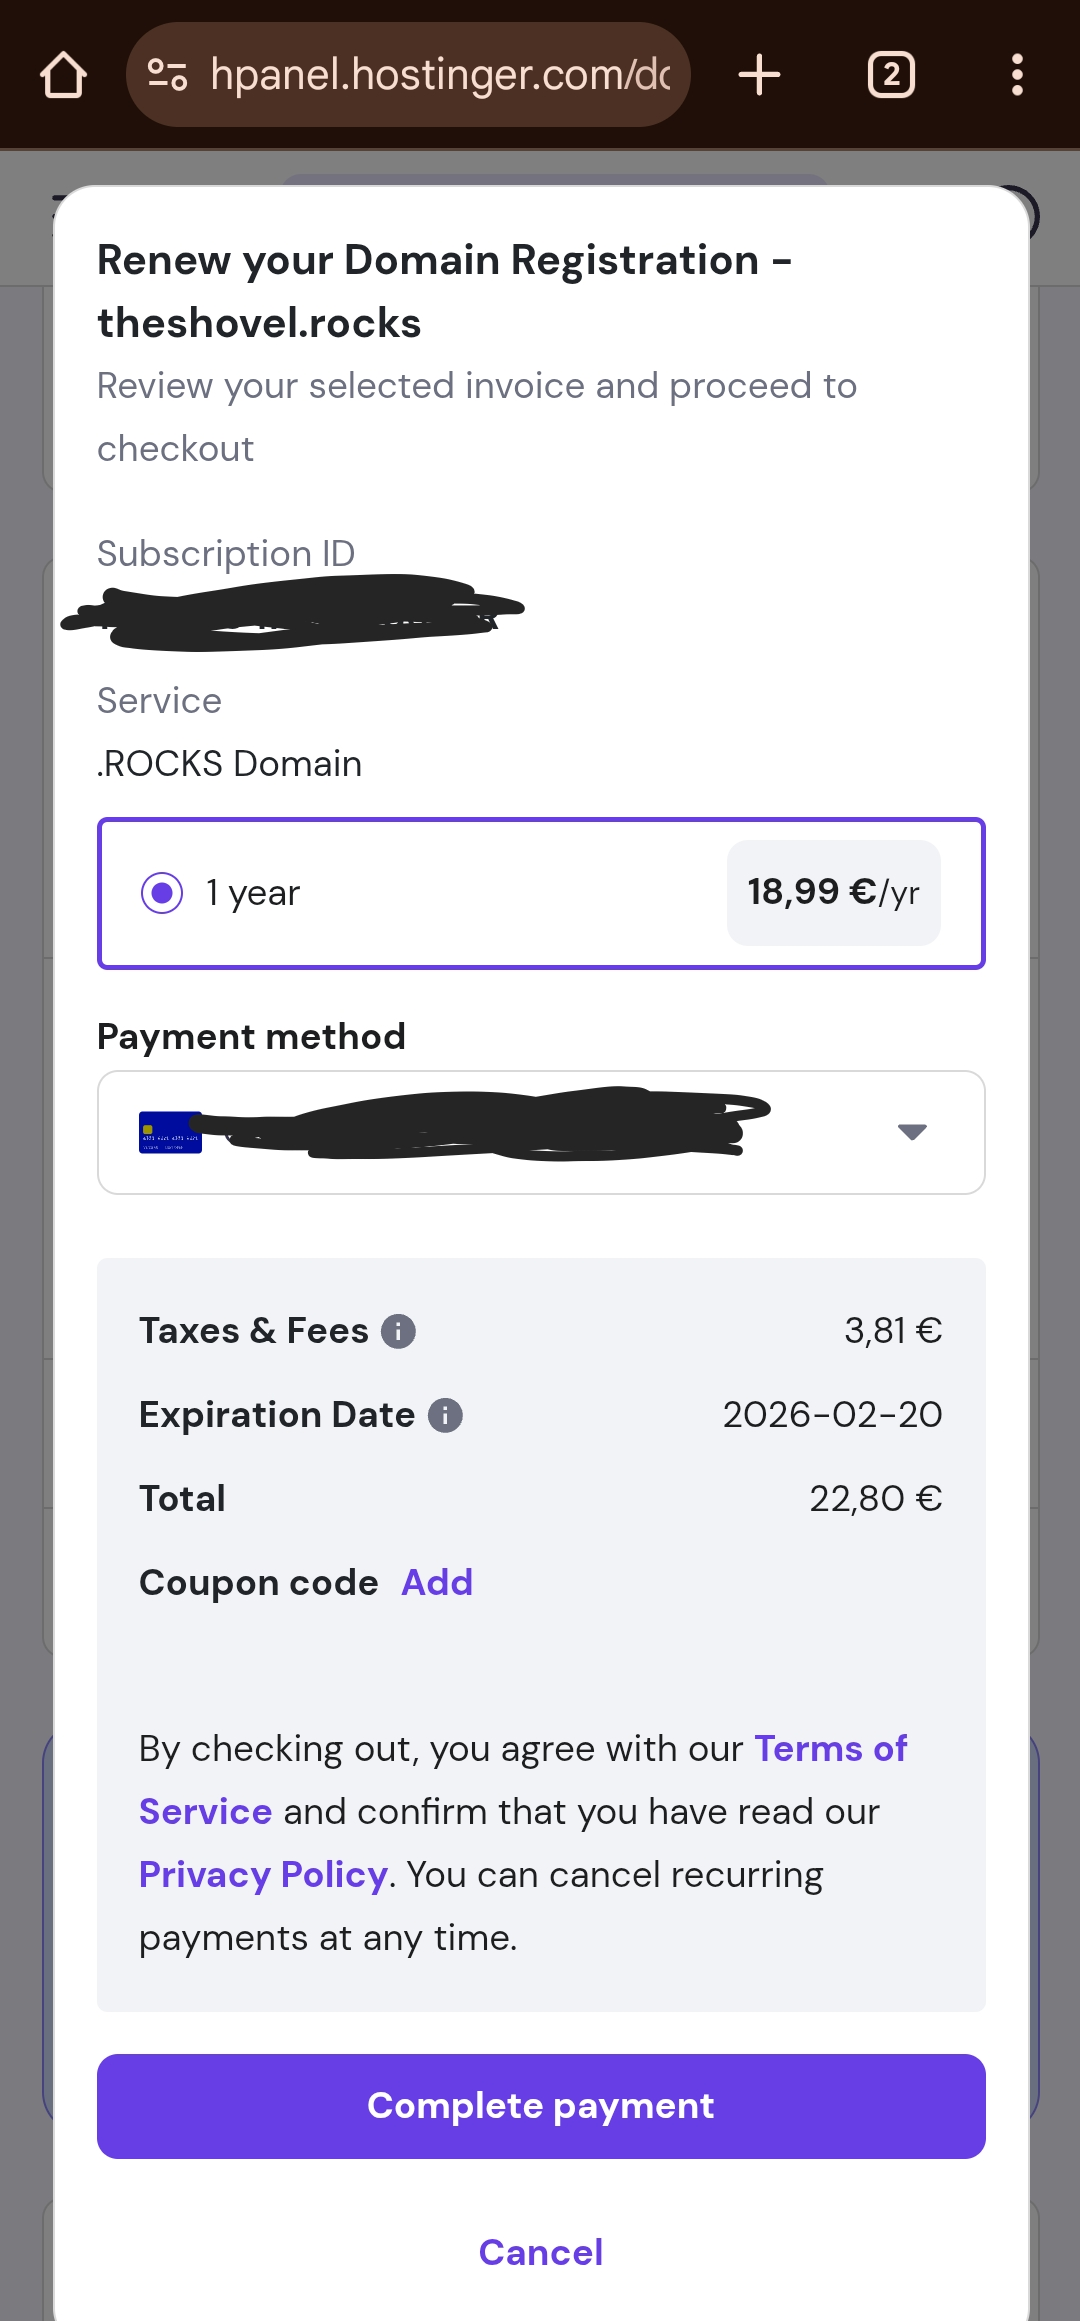 hpanel.hostinger.com/do
2
Renew your Domain Registration -
theshovel.rocks
Review your selected invoice and proceed to
checkout
Subscription ID
Service
.ROCKS Domain
1 year
18,99 €/yr
Payment method
Taxes & Fees
3,81 €
Expiration Date
2026-02-20
Total
22,80 €
Coupon code Add
By checking out, you agree with our Terms of
Service and confirm that you have read our
Privacy Policy. You can cancel recurring
payments at any time.
Complete payment
Cancel